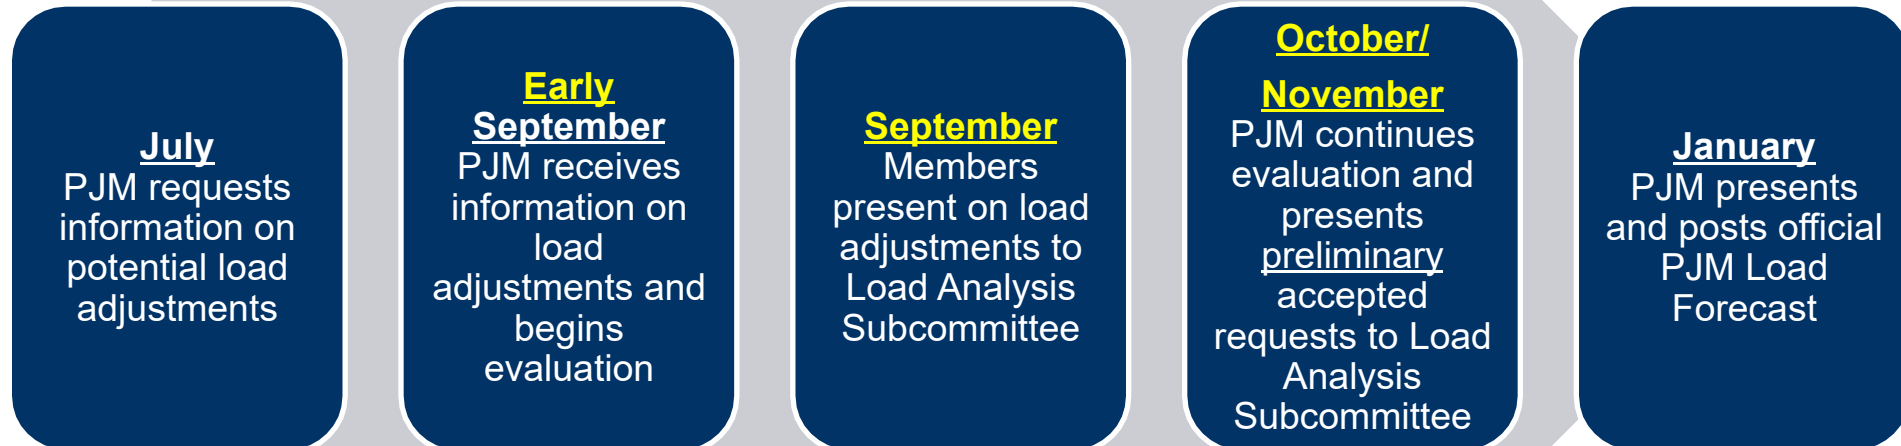 July
PJM requests
information on
potential load
adjustments
Early
September
PJM receives
information on
load
adjustments and
begins
evaluation
September
Members
present on load
adjustments to
Load Analysis
Subcommittee
October/
November
PJM continues
evaluation and
presents
preliminary
accepted
requests to Load
Analysis
Subcommittee
January
PJM presents
and posts official
PJM Load
Forecast